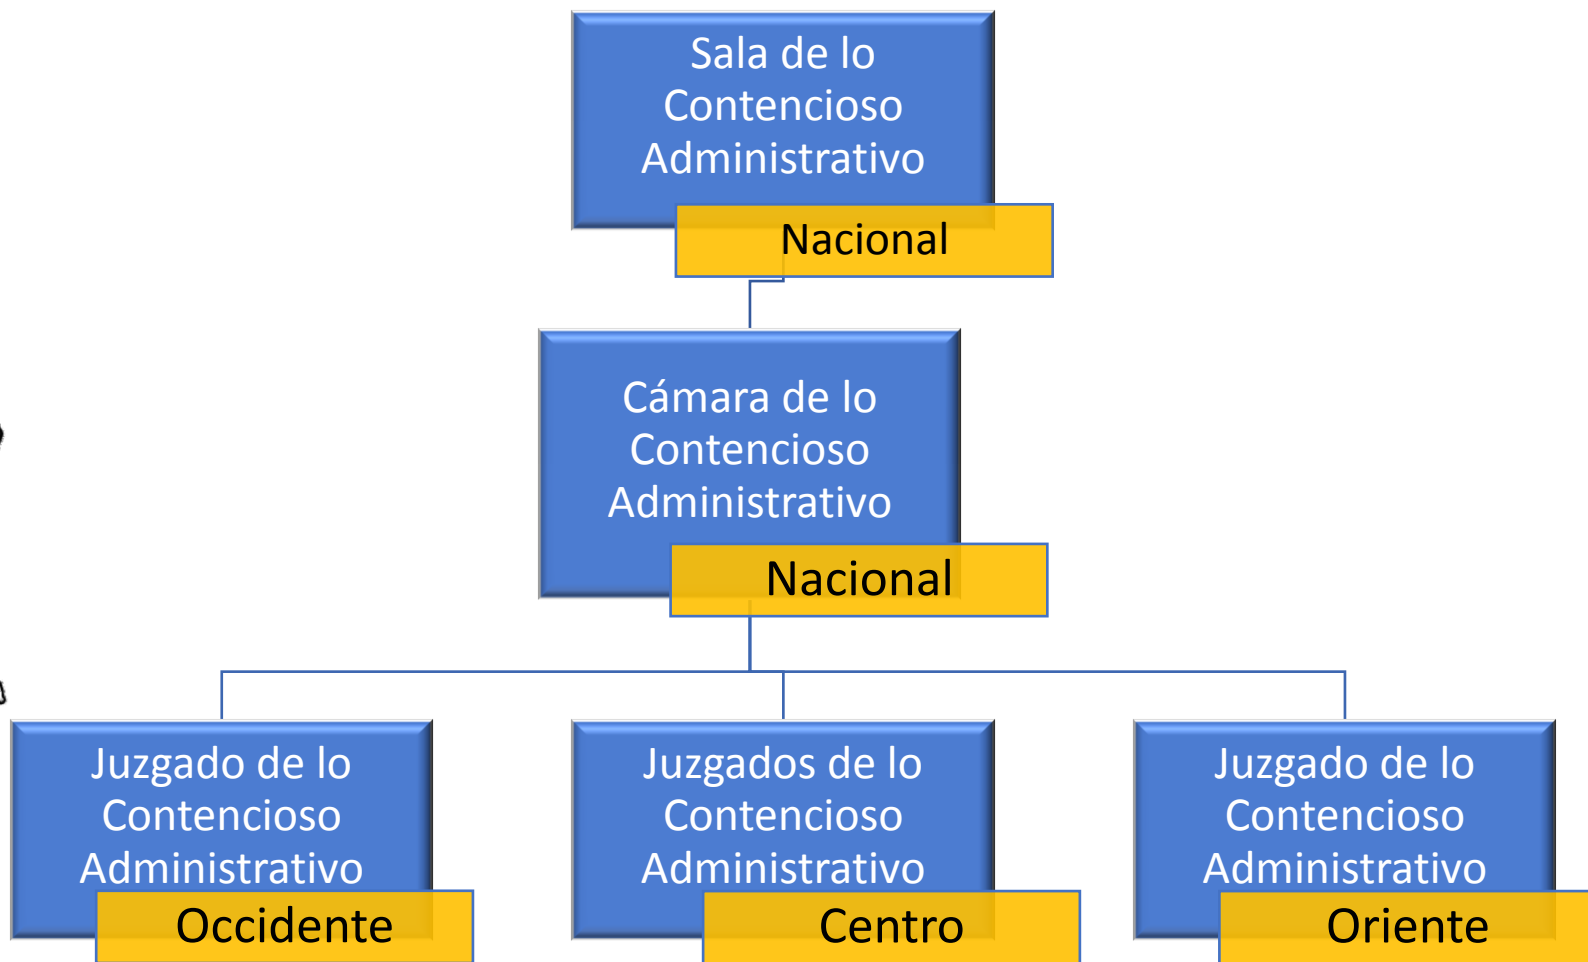 Sala de lo
Contencioso
Administrativo
Nacional
Cámara de lo
Contencioso
Administrativo
Nacional
Juzgado de lo
Contencioso
Administrativo
Occidente
Juzgados de lo
Contencioso
Administrativo
Centro
Juzgado de lo
Contencioso
Administrativo
Oriente